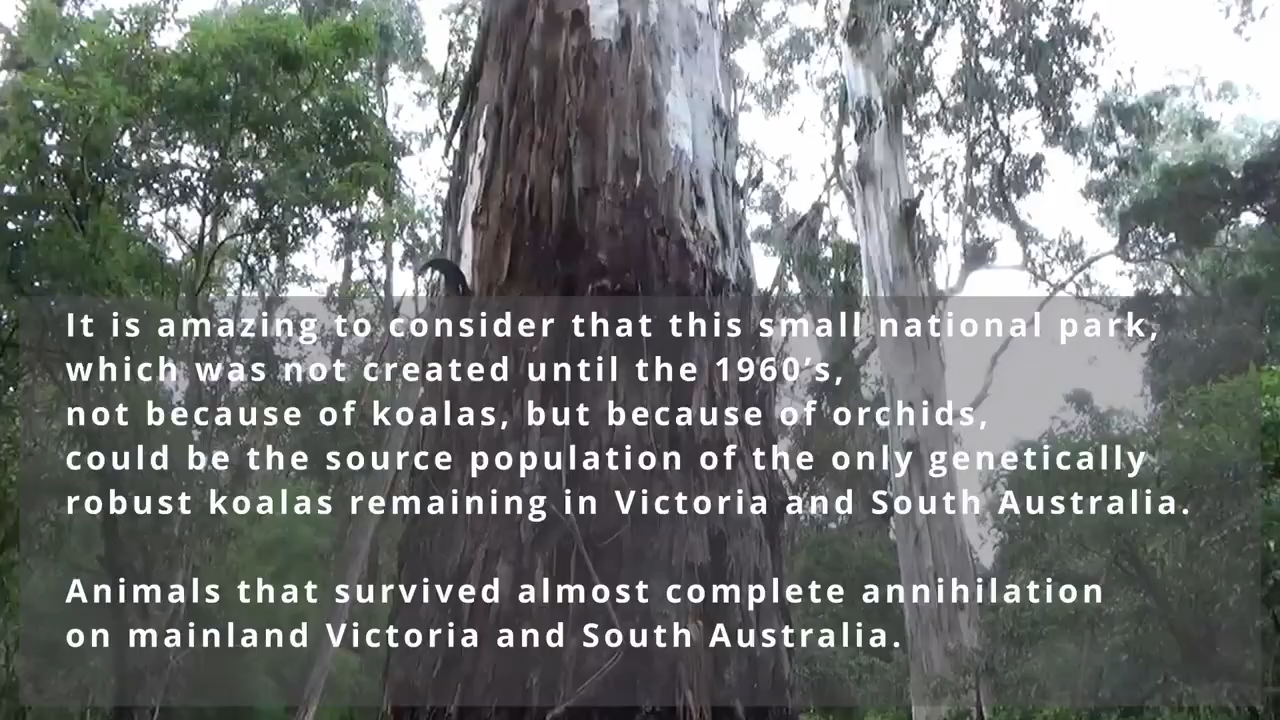 It is amazing to consider that this small national park,
which was not created until the 1960’s,
not because of koalas, but because of orchids,
could be the source population of the only genetically
robust koalas remaining in Victoria and South Australia.
Animals that survived almost complete annihilation
on mainland Victoria and South Australia.